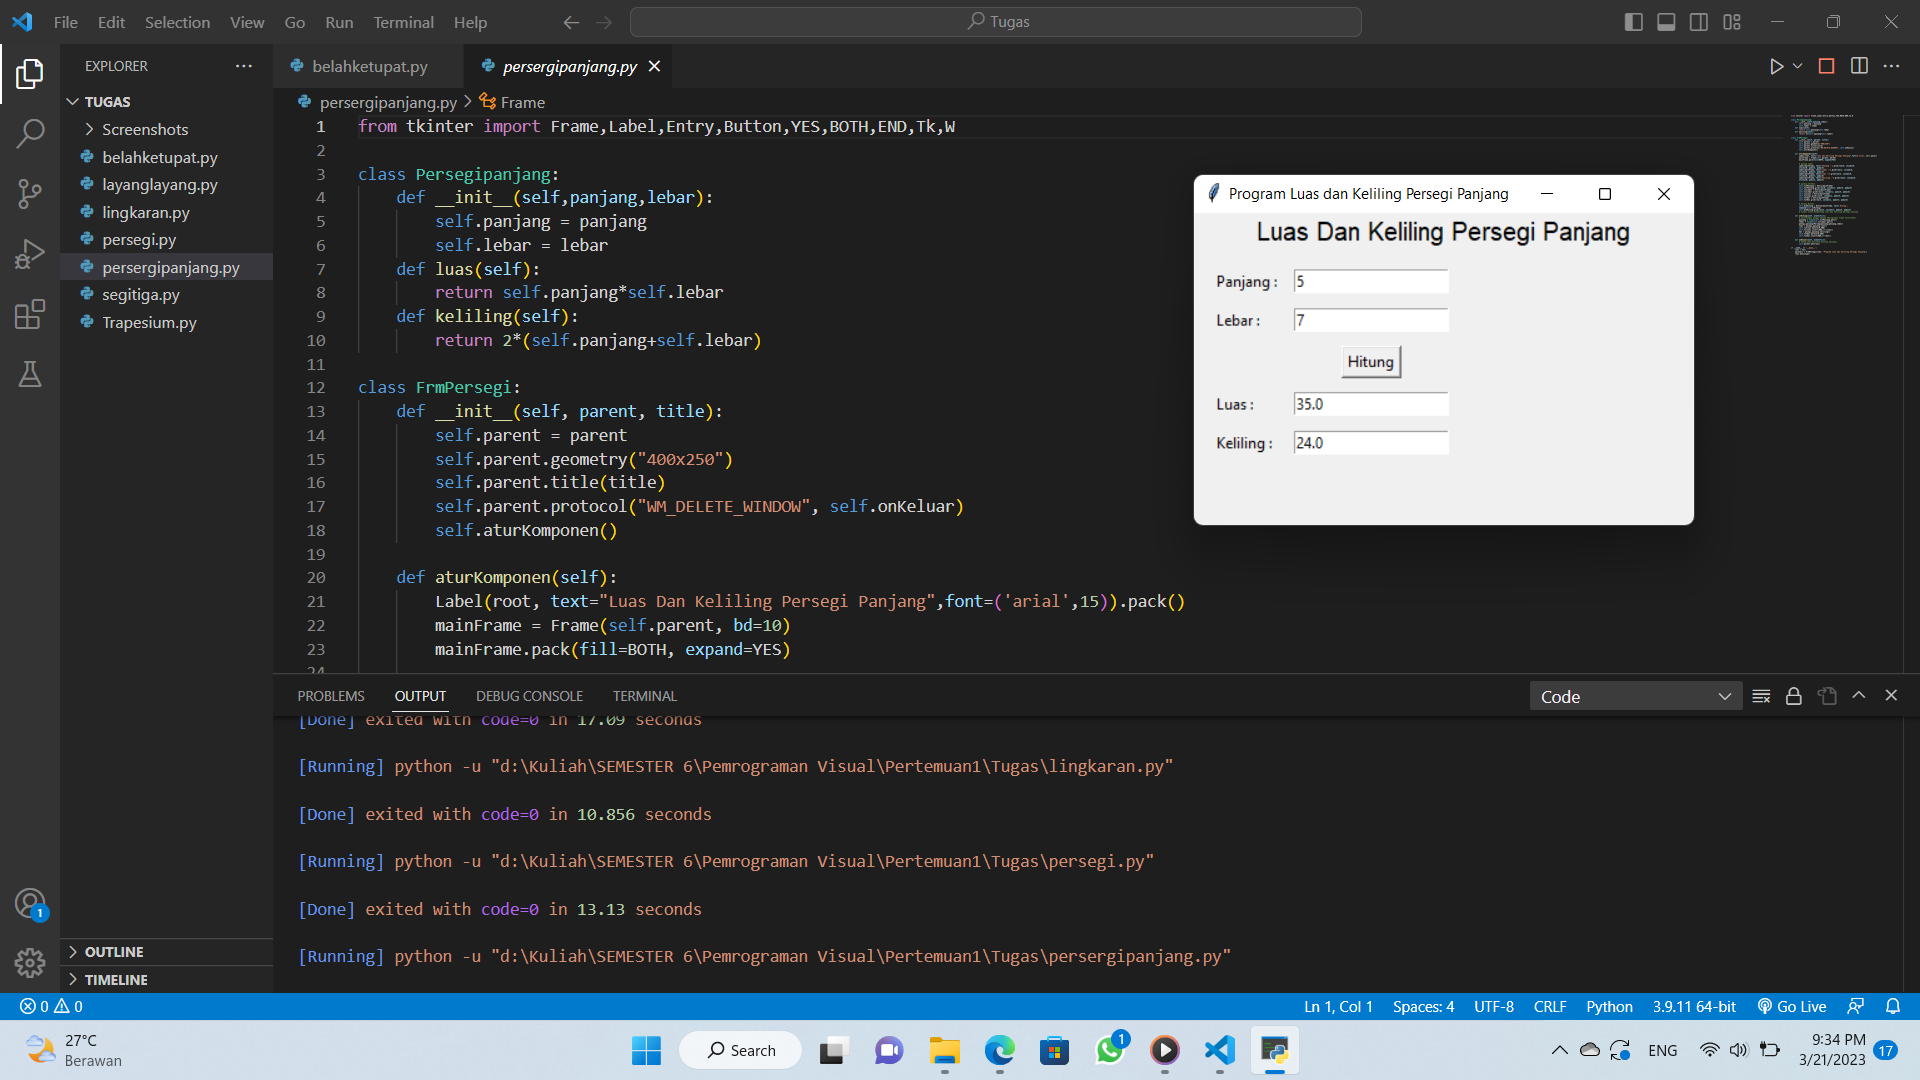 File Edit Selection View Go Run Terminal Help
Tugas
EXPLORER
TUGAS
Screenshots
belahketupat.py
layanglayang.py
lingkaran.py
persegi.py
persergipanjang.py
segitiga.py
Trapesium.py
OUTLINE
TIMELINE
belahketupat.py
persergipanjang.py
persergipanjang.py > Frame
1 from tkinter import Frame,Label,Entry,Button,YES,BOTH,END,Tk,W
2
3 class Persegipanjang:
4 def __init__(self,panjang,lebar):
5 self.panjang = panjang
6 self.lebar = lebar
7 def luas(self):
8 return self.panjang*self.lebar
9 def keliling(self):
10 return 2*(self.panjang+self.lebar)
11
12 class FrmPersegi:
13 def __init__(self, parent, title):
14 self.parent = parent
15 self.parent.geometry("400x250")
16 self.parent.title(title)
17 self.parent.protocol("WM_DELETE_WINDOW", self.onKeluar)
18 self.aturKomponen()
19
20 def aturKomponen(self):
21 Label(root, text="Luas Dan Keliling Persegi Panjang",font=('arial',15)).pack()
22 mainFrame = Frame(self.parent, bd=10)
23 mainFrame.pack(fill=BOTH, expand=YES)
24
Program Luas dan Keliling Persegi Panjang
Luas Dan Keliling Persegi Panjang
Panjang : 5
Lebar : 7
Hitung
Luas : 35.0
Keliling : 24.0
PROBLEMS OUTPUT DEBUG CONSOLE TERMINAL
Code
[Done] exited with code=0 in 17.09 seconds
[Running] python -u "d:\Kuliah\SEMESTER 6\Pemrograman Visual\Pertemuan1\Tugas\lingkaran.py"
[Done] exited with code=0 in 10.856 seconds
[Running] python -u "d:\Kuliah\SEMESTER 6\Pemrograman Visual\Pertemuan1\Tugas\persegi.py"
[Done] exited with code=0 in 13.13 seconds
[Running] python -u "d:\Kuliah\SEMESTER 6\Pemrograman Visual\Pertemuan1\Tugas\persergipanjang.py"
1
0 0
Ln 1, Col 1 Spaces: 4 UTF-8 CRLF Python 3.9.11 64-bit Go Live
27°C
Berawan
Search
1
ENG
9:34 PM
3/21/2023
17